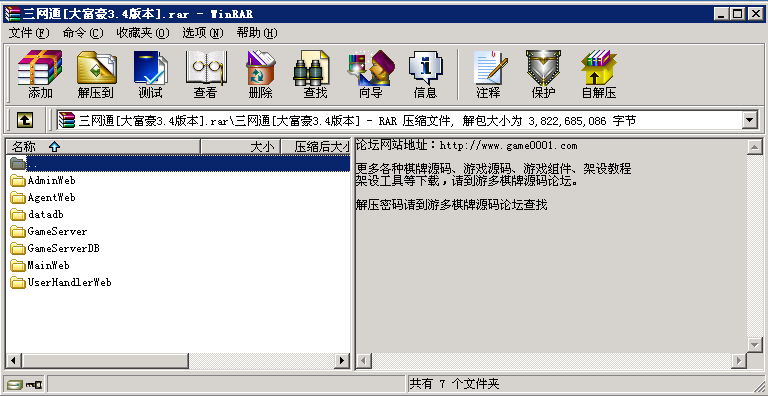 三网通[大富豪3.4版本].rar - WinRAR
文件(F) 命令(C) 收藏夹(O) 选项(N) 帮助(H)
添加 解压到 测试 查看 删除 查找 向导 信息 注释 保护 自解压
三网通[大富豪3.4版本].rar\三网通[大富豪3.4版本] - RAR 压缩文件, 解包大小为 3,822,685,086 字节
名称 大小 压缩后大小
..
AdminWeb
AgentWeb
datadb
GameServer
GameServerDB
MainWeb
UserHandlerWeb
论坛网站地址：http://www.game0001.com
更多各种棋牌源码、游戏源码、游戏组件、架设教程
架设工具等下载，请到游多棋牌源码论坛。
解压密码请到游多棋牌源码论坛查找
共有 7 个文件夹